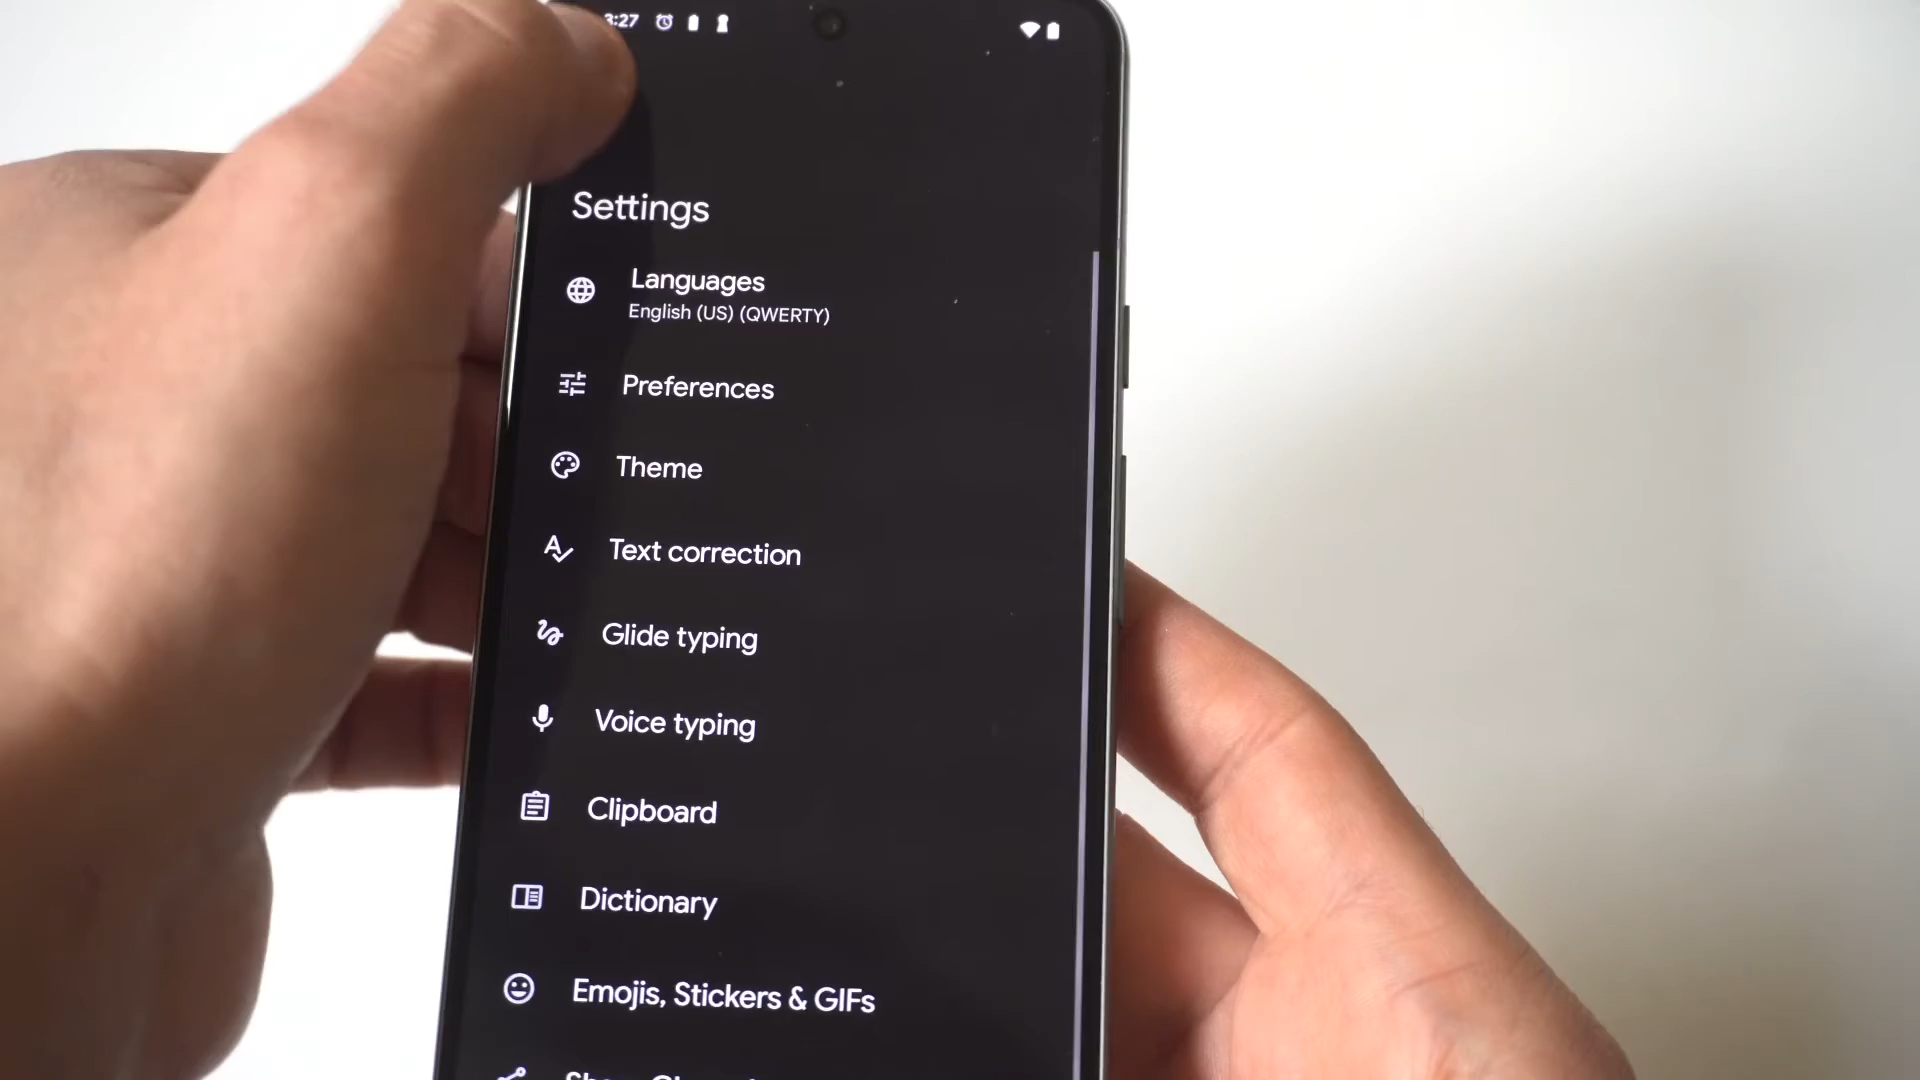 3:27
Settings
Languages
English (US) (QWERTY)
Preferences
Theme
Text correction
Glide typing
Voice typing
Clipboard
Dictionary
Emojis, Stickers & GIFs